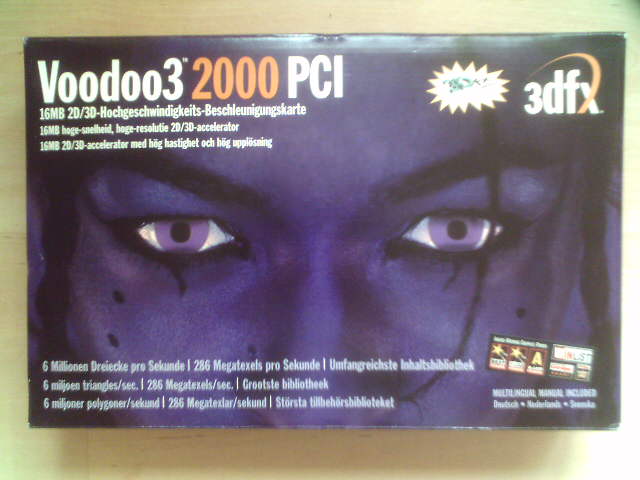 Voodoo3™ 2000 PCI
3dfx™
16MB 2D/3D-Hochgeschwindigkeits-Beschleunigungskarte
16MB hoge-snelheid, hoge-resolutie 2D/3D-accelerator
16MB 2D/3D-accelerator med hög hastighet och hög upplösning
6 Millionen Dreiecke pro Sekunde | 286 Megatexels pro Sekunde | Umfangreichste Inhaltsbibliothek
6 miljoen triangles/sec. | 286 Megatexels/sec. | Grootste bibliotheek
6 miljoner polygoner/sekund | 286 Megatexlar/sekund | Största tillbehörsbiblioteket
MULTILINGUAL MANUAL INCLUDED
Deutsch • Nederlands • Svenska